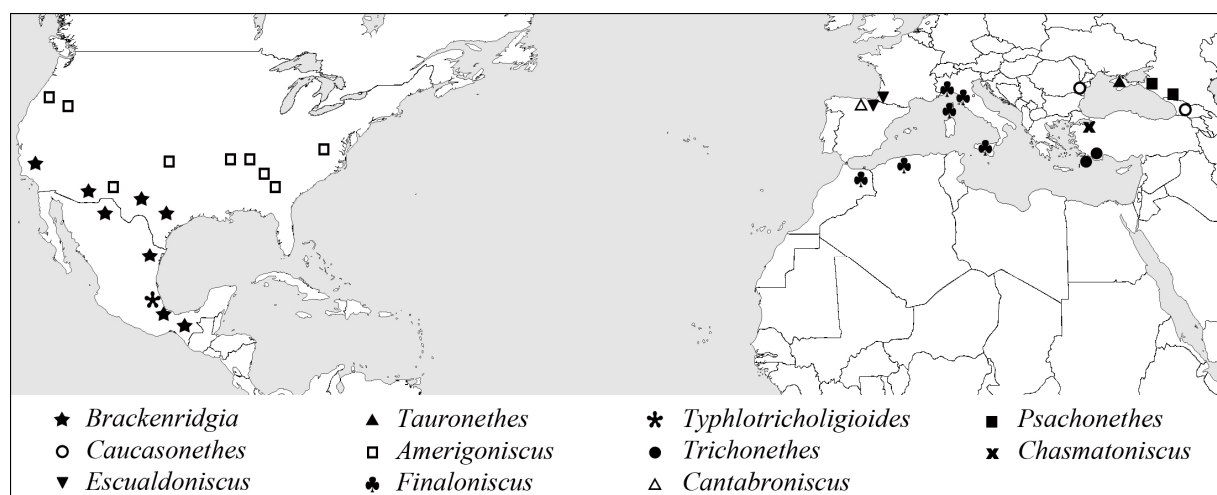 Brackenridgia Tauronethes Typhlotricholigioides Psachonethes
Caucasonethes Amerigoniscus Trichonethes Chasmatoniscus
Escualdoniscus Finaloniscus Cantabroniscus